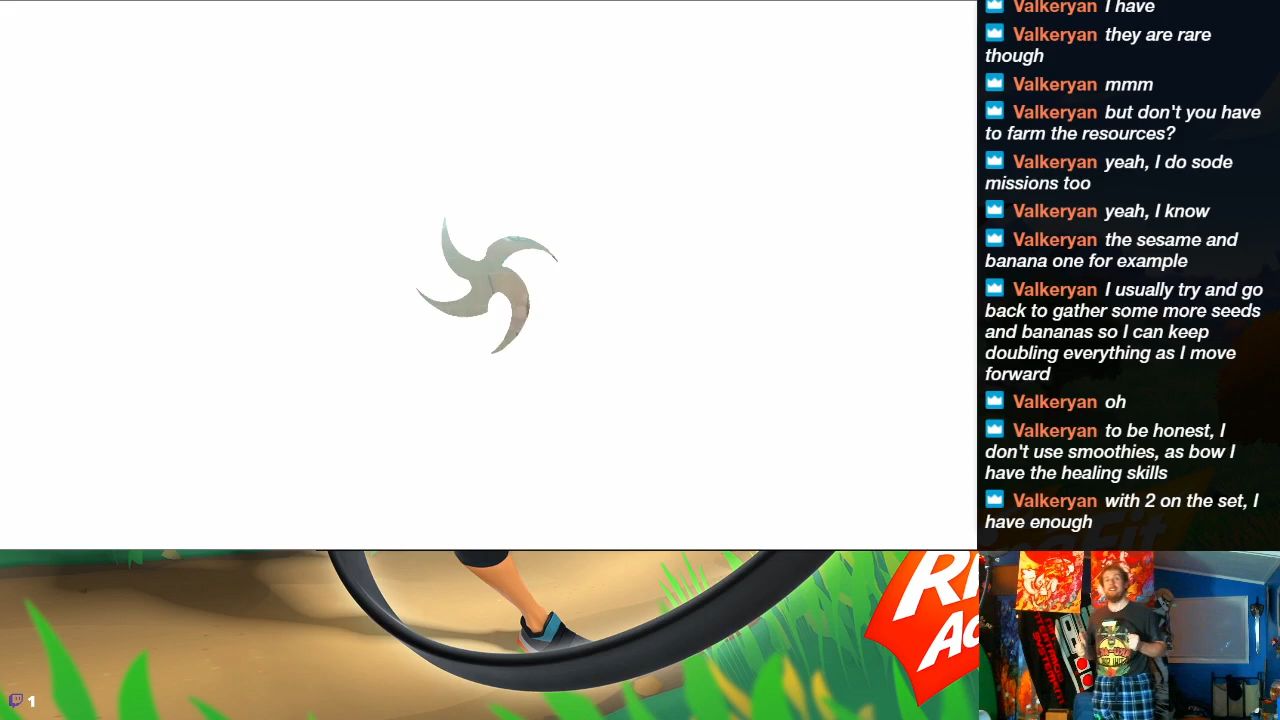 Valkeryan I have
Valkeryan they are rare
though
Valkeryan mmm
Valkeryan but don't you have
to farm the resources?
Valkeryan yeah, I do sode
missions too
Valkeryan yeah, I know
Valkeryan the sesame and
banana one for example
Valkeryan I usually try and go
back to gather some more seeds
and bananas so I can keep
doubling everything as I move
forward
Valkeryan oh
Valkeryan to be honest, I
don't use smoothies, as bow I
have the healing skills
Valkeryan with 2 on the set, I
have enough
1